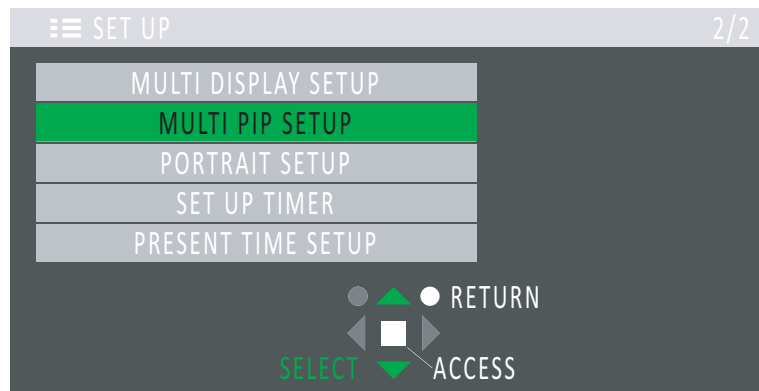 SET UP 2/2
MULTI DISPLAY SETUP
MULTI PIP SETUP
PORTRAIT SETUP
SET UP TIMER
PRESENT TIME SETUP
RETURN
SELECT ACCESS